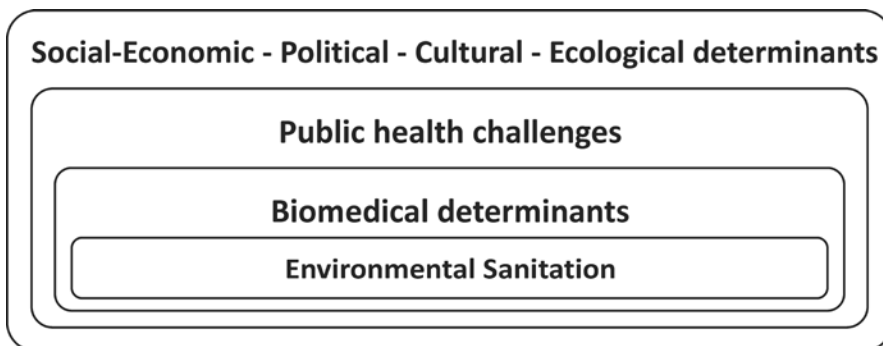 Social-Economic - Political - Cultural - Ecological determinants
Public health challenges
Biomedical determinants
Environmental Sanitation